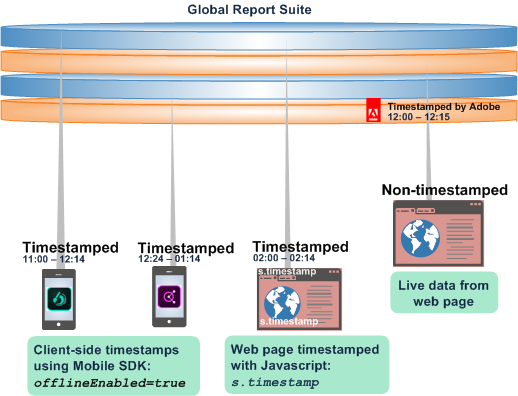 Global Report Suite
Timestamped by Adobe
12:00 – 12:15
Non-timestamped
Timestamped
11:00 – 12:14
Timestamped
12:24 – 01:14
Timestamped
02:00 – 02:14
s.timestamp
s.timestamp
Live data from
web page
Client-side timestamps
using Mobile SDK:
offlineEnabled=true
Web page timestamped
with Javascript:
s.timestamp